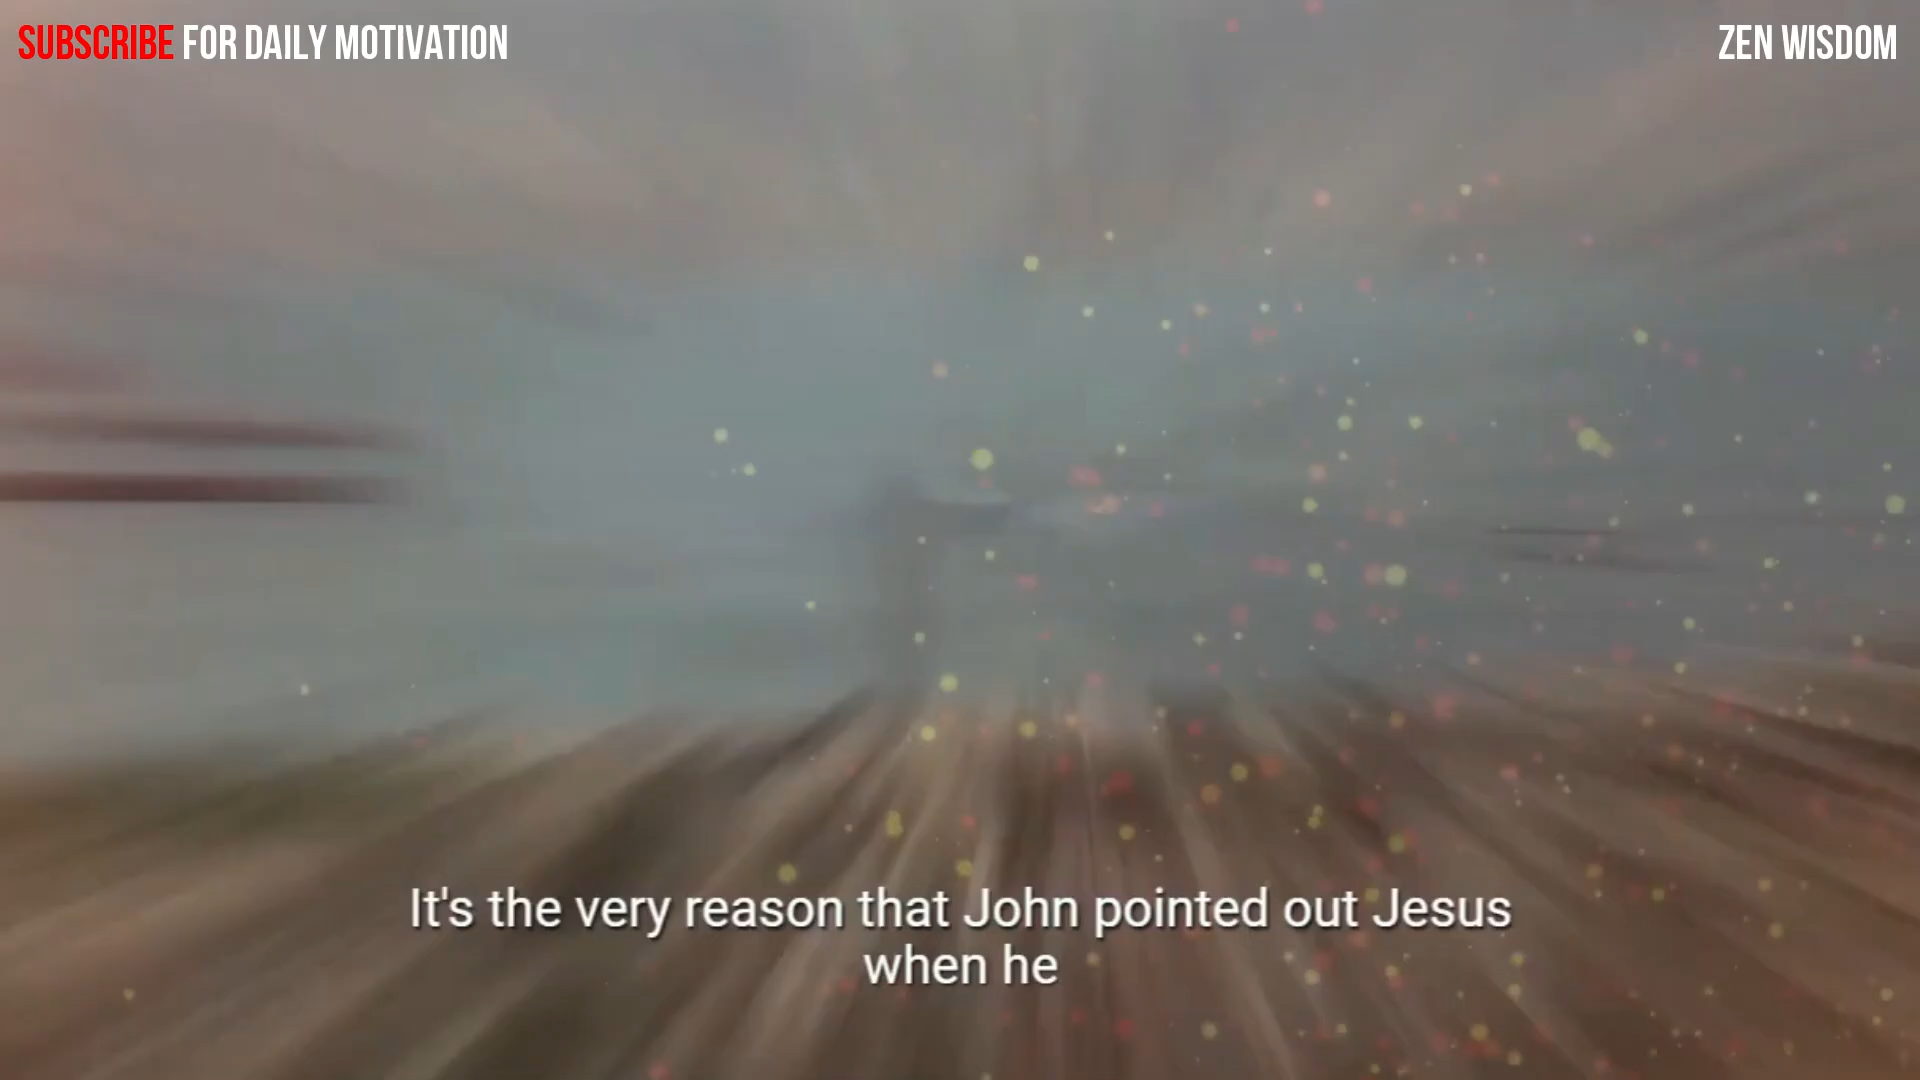 SUBSCRIBE FOR DAILY MOTIVATION
ZEN WISDOM
It's the very reason that John pointed out Jesus
when he